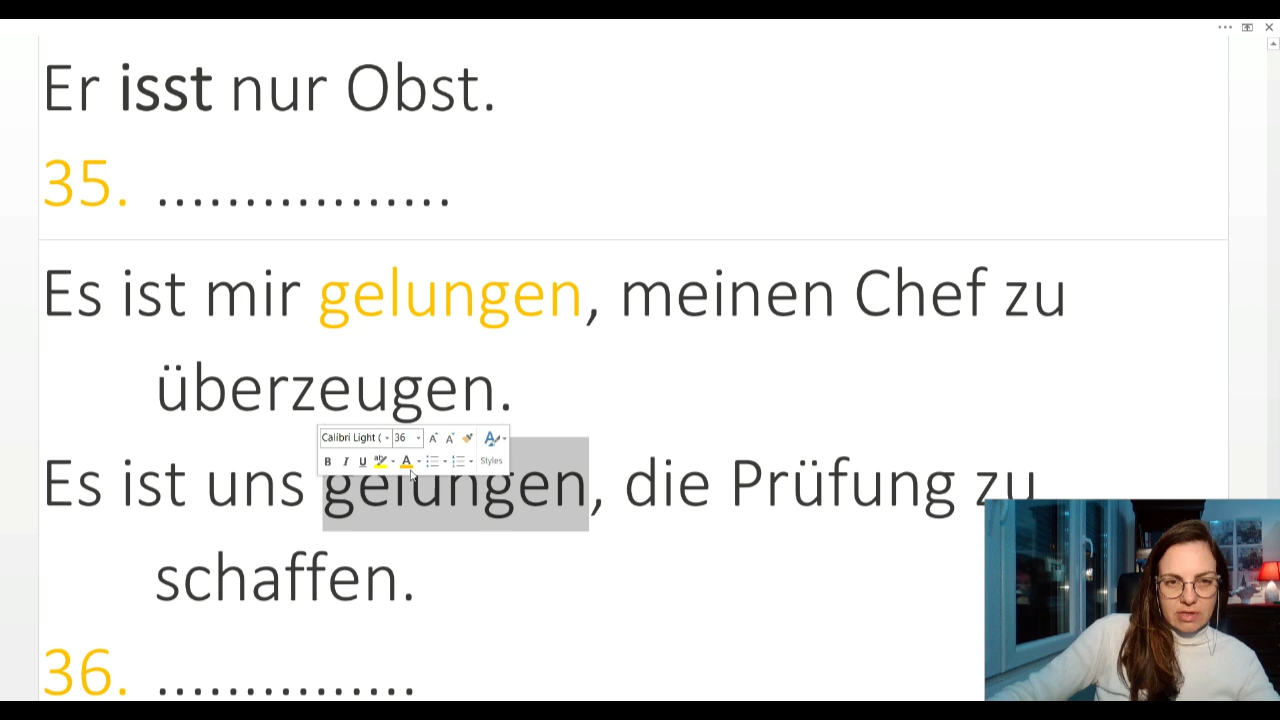 Er isst nur Obst.
35. .................
Es ist mir gelungen, meinen Chef zu
überzeugen.
Calibri Light ( 36
B I U Styles
Es ist uns gelungen, die Prüfung zu
schaffen.
36. ...............